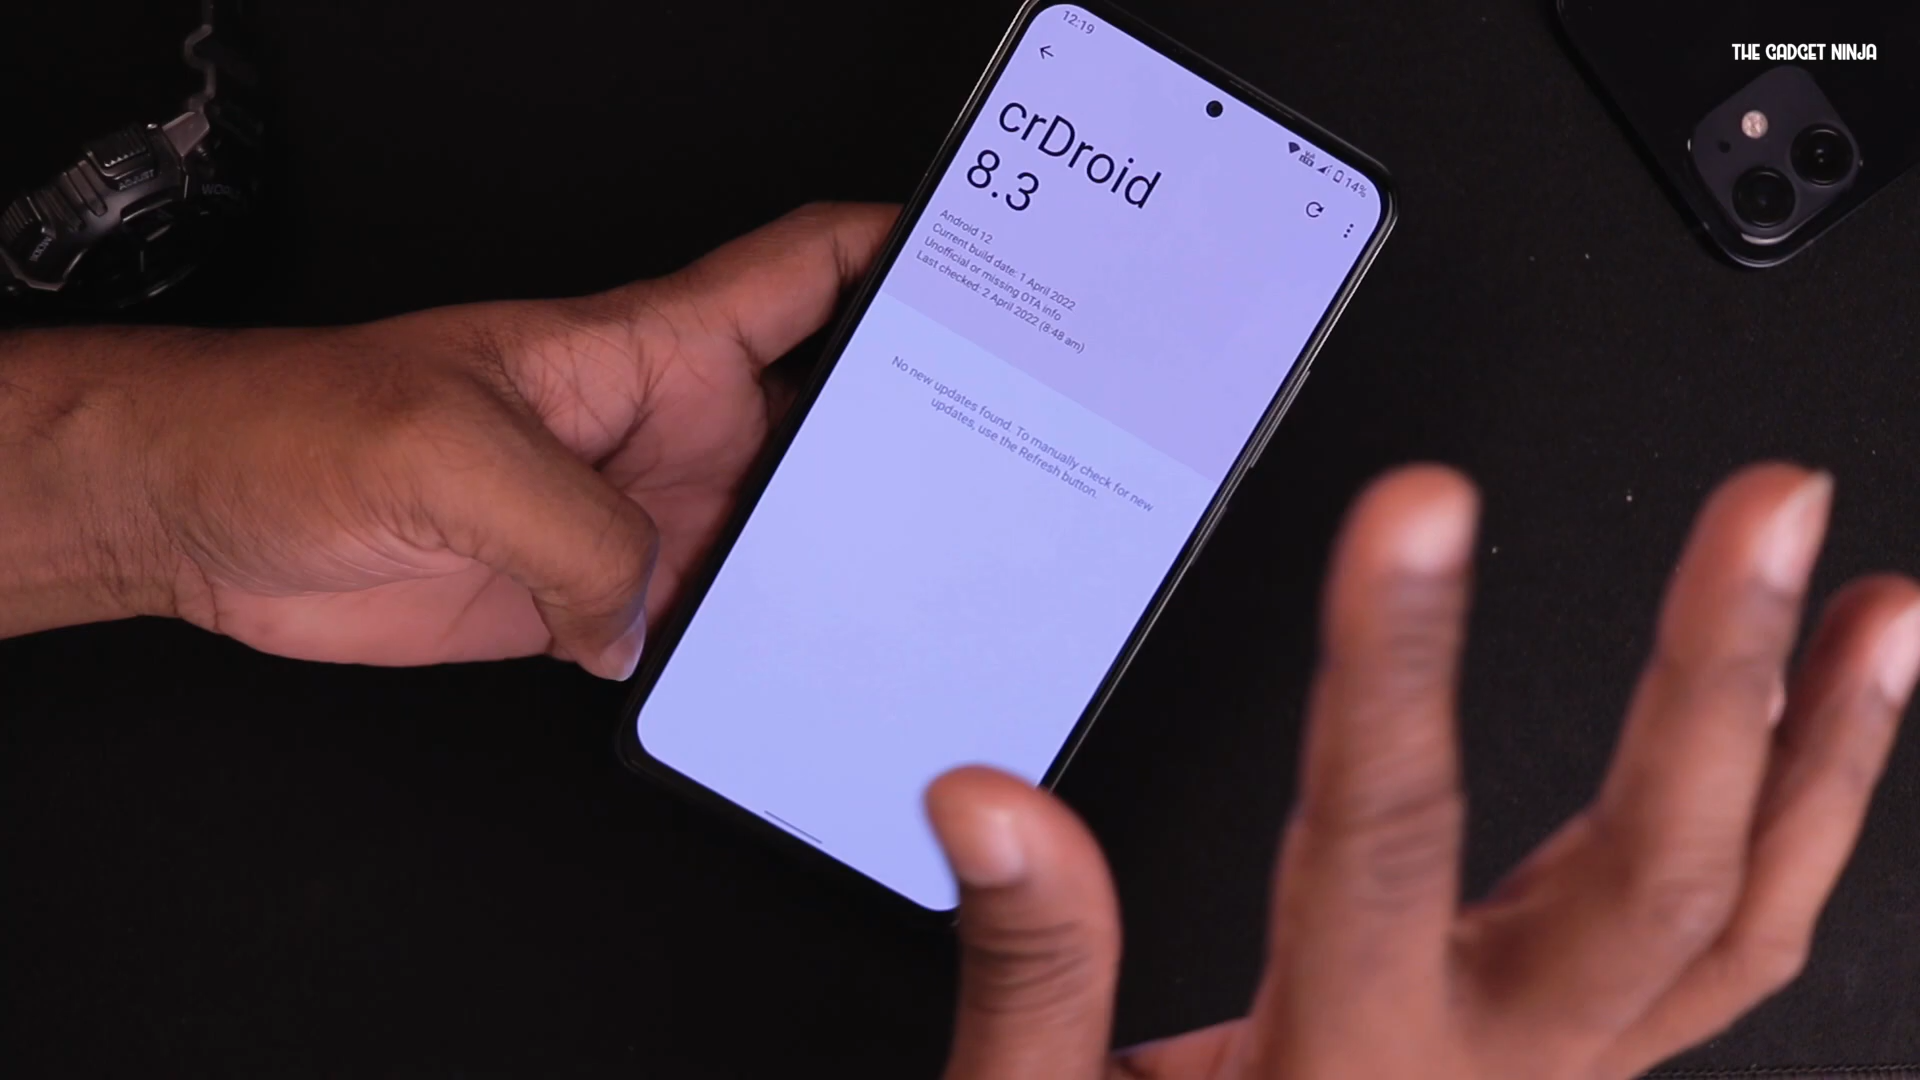 THE GADGET NINJA
12:19
14%
crDroid
8.3
Android 12
Current build date: 1 April 2022
Unofficial or missing OTA info
Last checked: 2 April 2022 (8:48 am)
No new updates found. To manually check for new
updates, use the Refresh button.
ADJUST